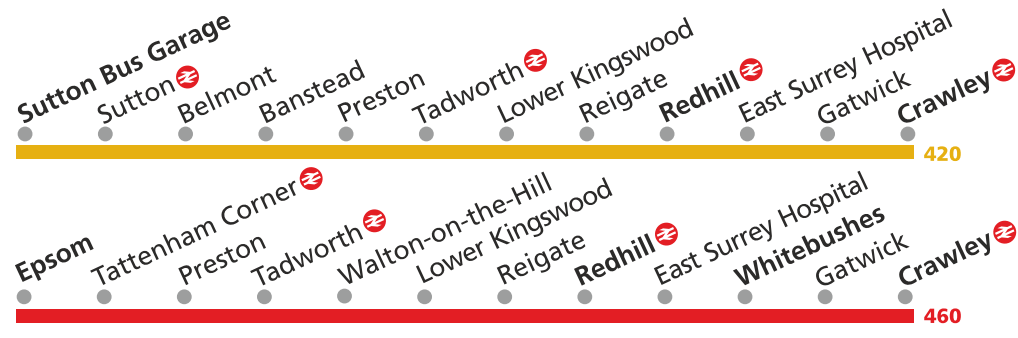 Sutton Bus Garage
Sutton
Belmont
Banstead
Preston
Tadworth
Lower Kingswood
Reigate
Redhill
East Surrey Hospital
Gatwick
Crawley
420
Epsom
Tattenham Corner
Preston
Tadworth
Walton-on-the-Hill
Lower Kingswood
Reigate
Redhill
East Surrey Hospital
Whitebushes
Gatwick
Crawley
460